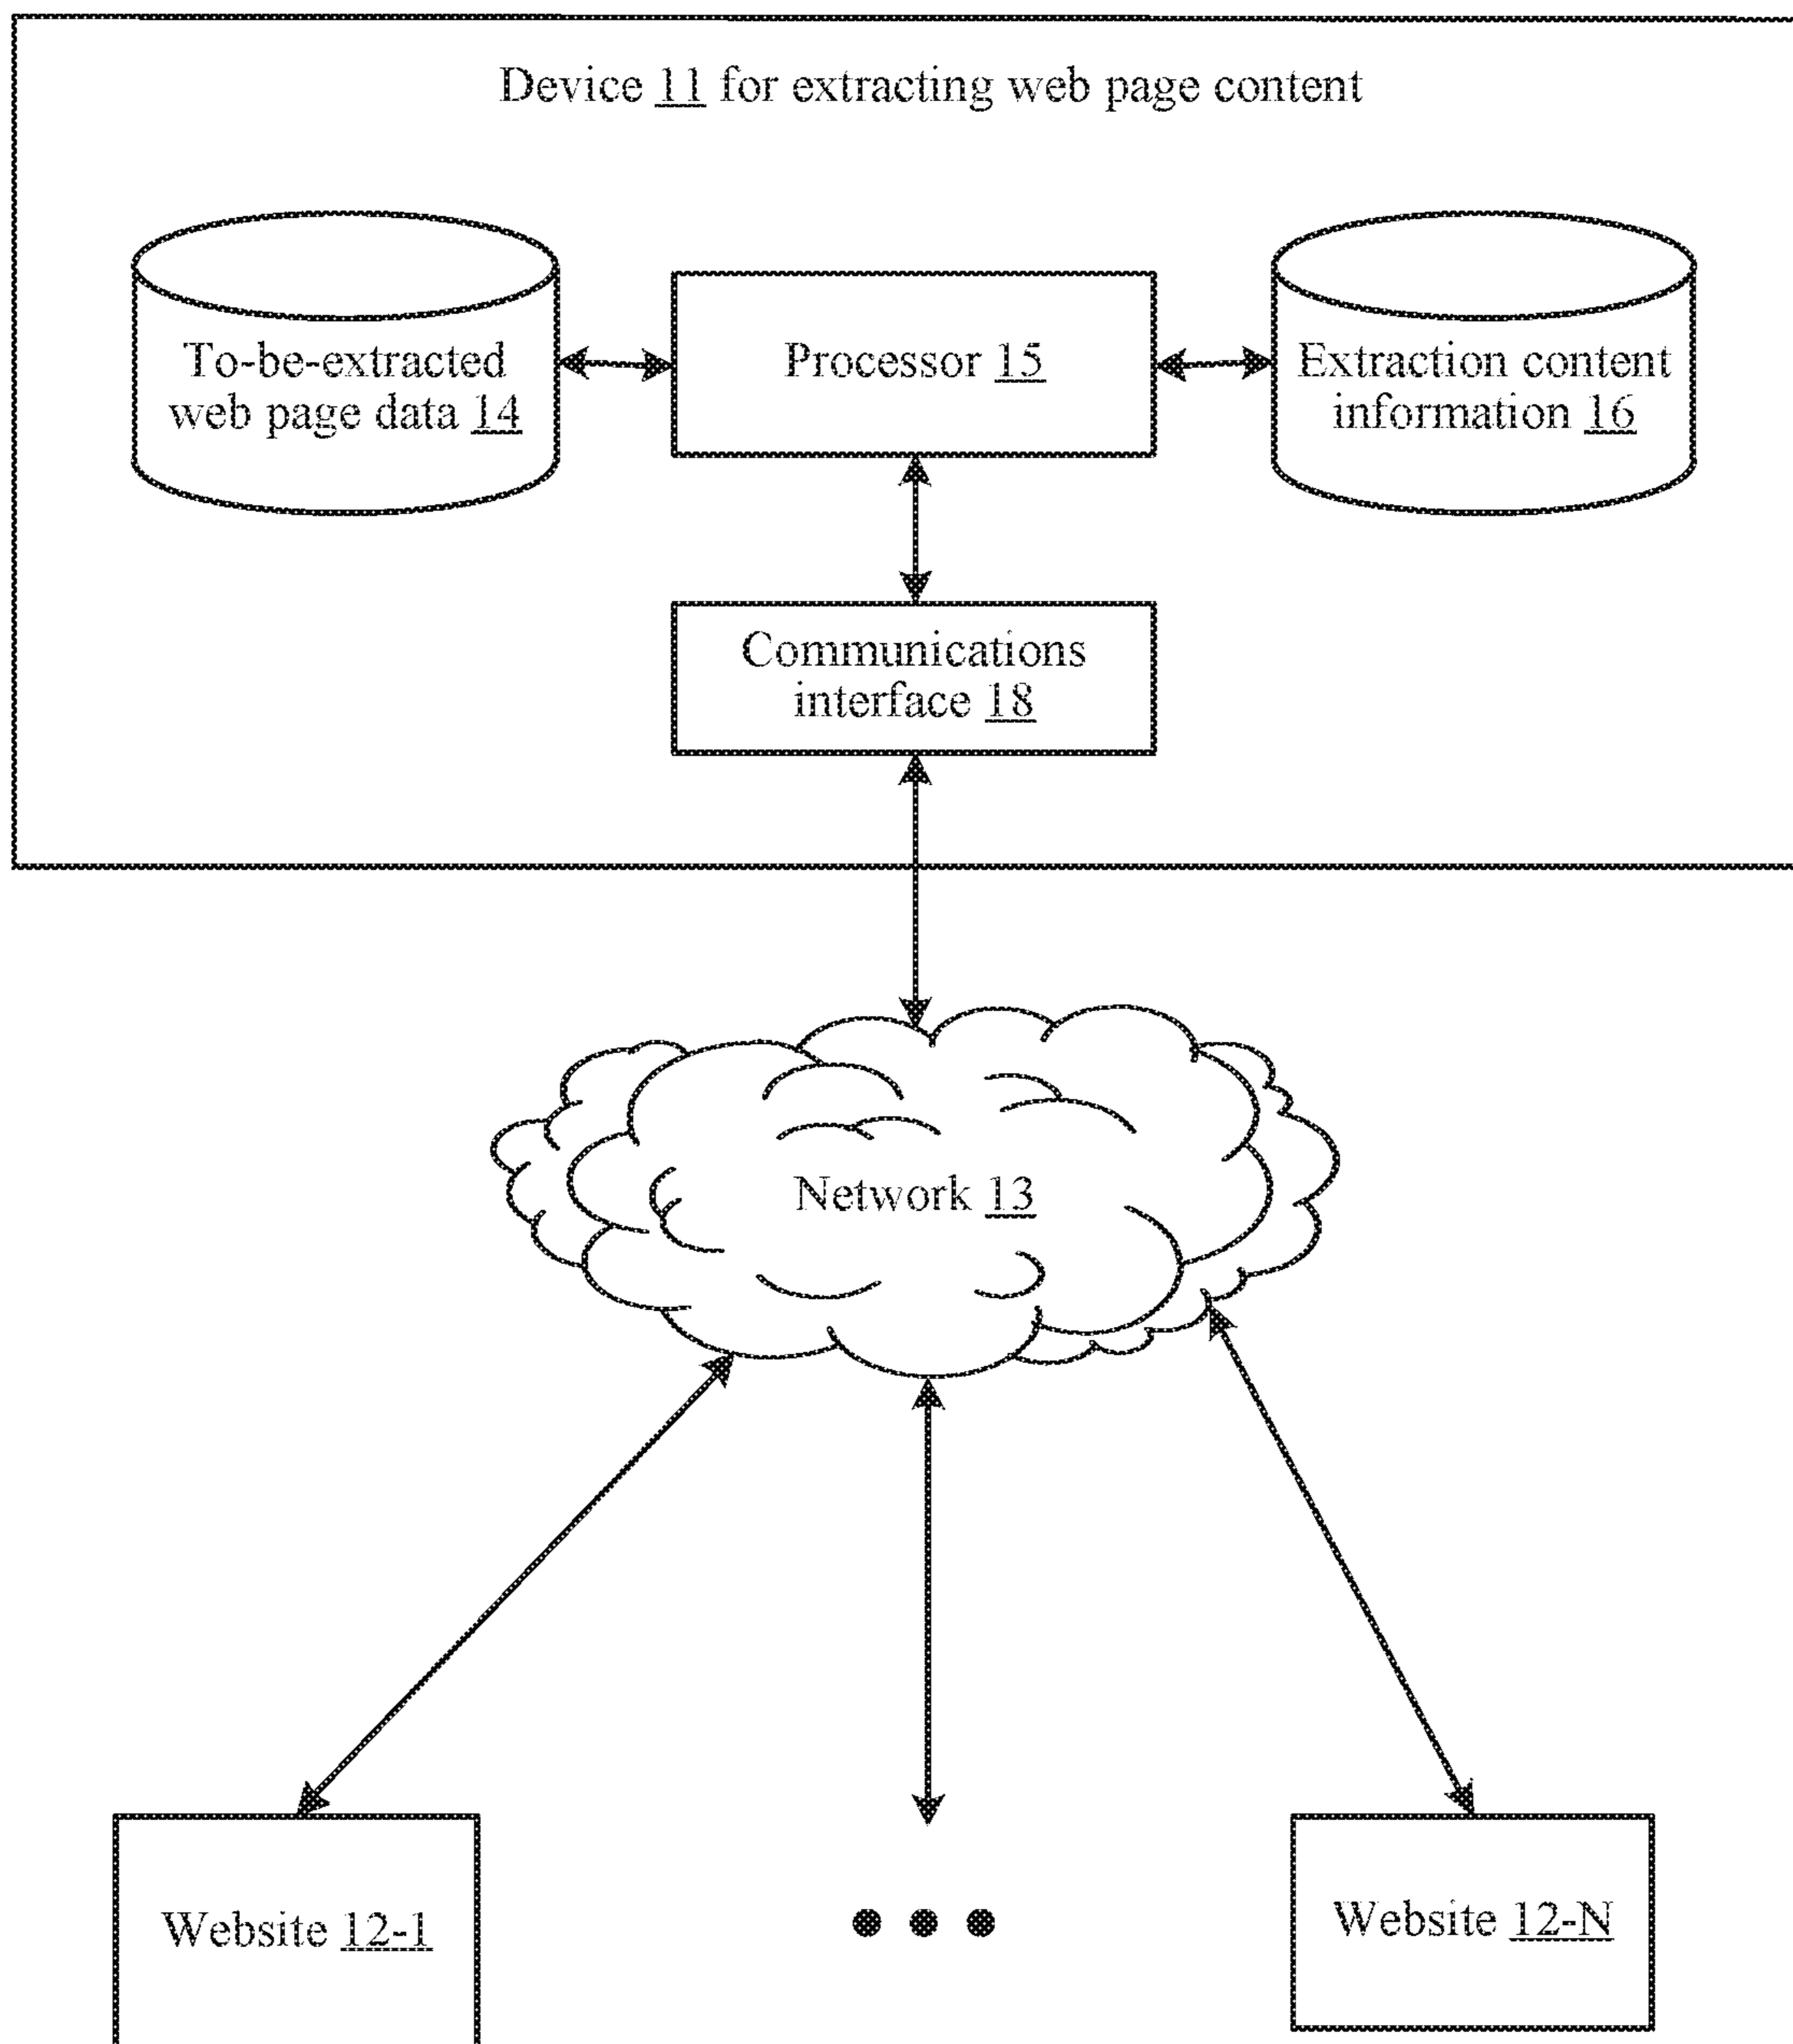 Device 11 for extracting web page content
To-be-extracted
web page data 14
Processor 15
Extraction content
information 16
Communications
interface 18
Network 13
Website 12-1
Website 12-N